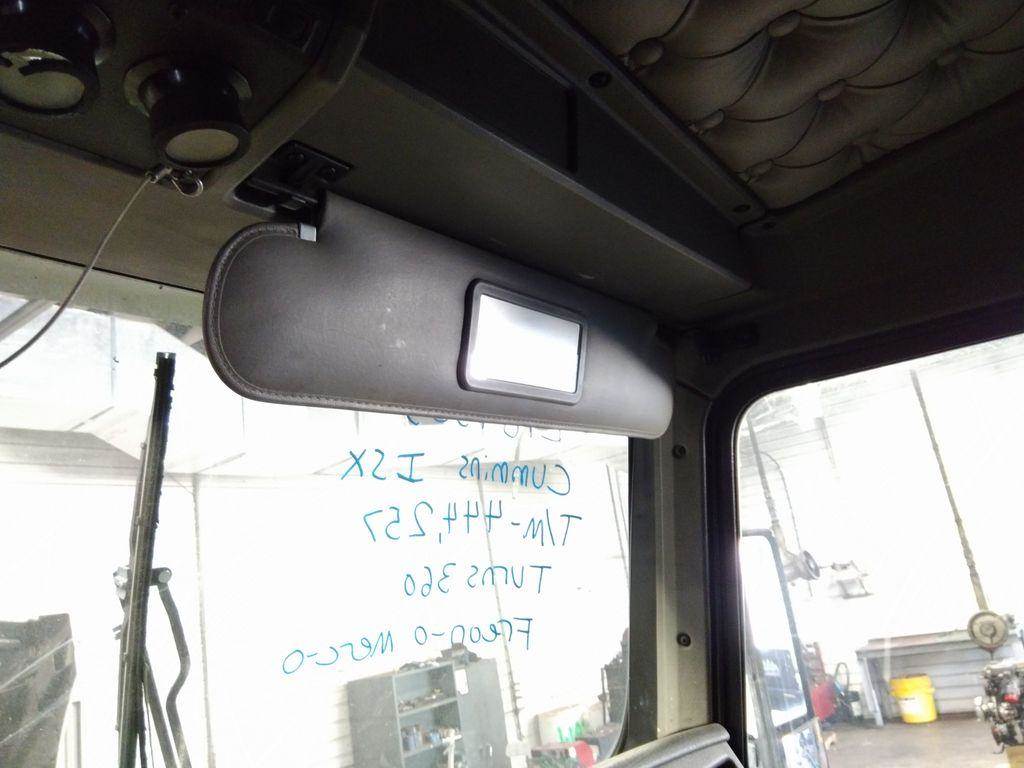 Cummins ISX
T/M-444,257
Turns 360
Freon-0 Merc-0